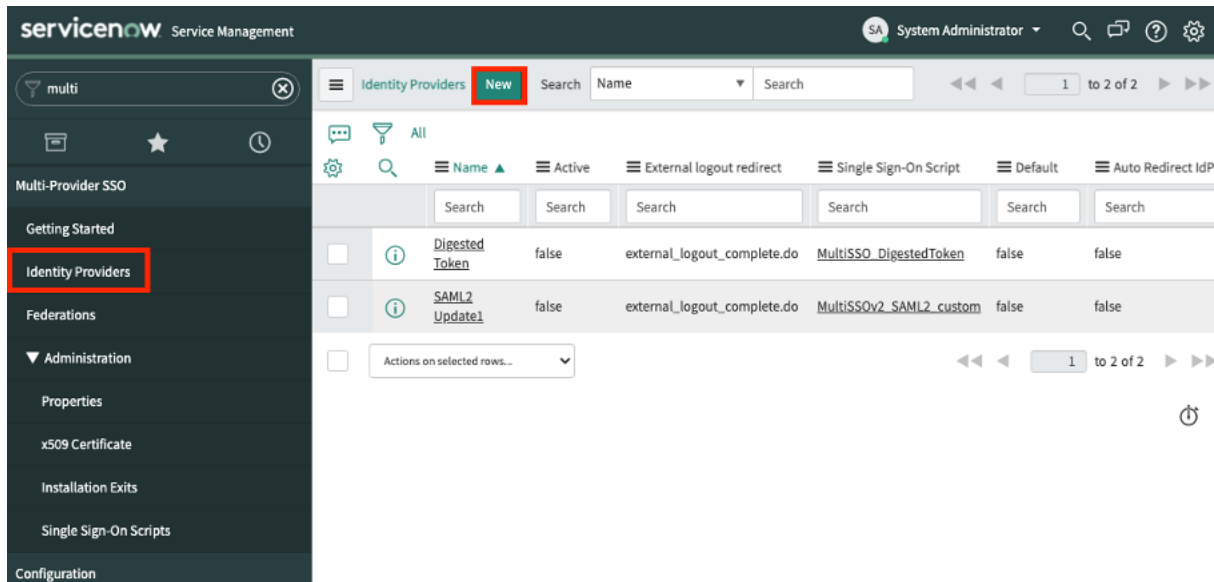 servicenow Service Management
SA System Administrator
multi
Identity Providers New Search Name Search 1 to 2 of 2
All
Name Active External logout redirect Single Sign-On Script Default Auto Redirect IdP
Search Search Search Search Search Search
Digested Token false external_logout_complete.do MultiSSO_DigestedToken false false
SAML2 Update1 false external_logout_complete.do MultiSSOv2_SAML2_custom false false
Actions on selected rows... 1 to 2 of 2
Multi-Provider SSO
Getting Started
Identity Providers
Federations
Administration
Properties
x509 Certificate
Installation Exits
Single Sign-On Scripts
Configuration